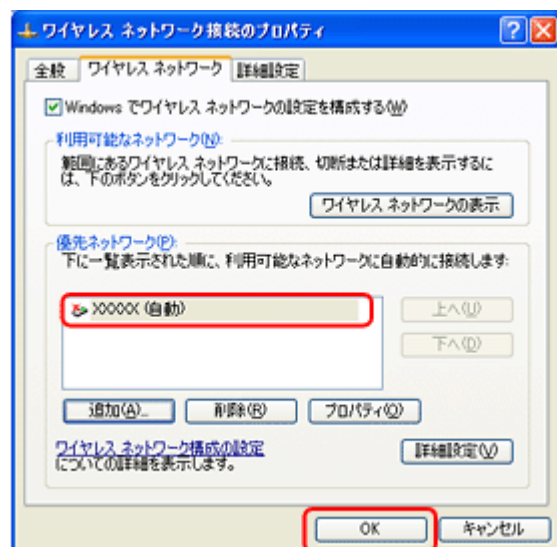 ワイヤレス ネットワーク接続のプロパティ
全般 ワイヤレス ネットワーク 詳細設定
Windows でワイヤレス ネットワークの設定を構成する(W)
利用可能なネットワーク(N):
範囲にあるワイヤレス ネットワークに接続、切断または詳細を表示するに
は、下のボタンをクリックしてください。
ワイヤレス ネットワークの表示
優先ネットワーク(P):
下に一覧表示された順に、利用可能なネットワークに自動的に接続します:
XXXXX (自動)
上へ(U)
下へ(D)
追加(A)... 削除(R) プロパティ(O)
ワイヤレス ネットワーク構成の設定
についての詳細を表示します。
詳細設定(V)
OK キャンセル